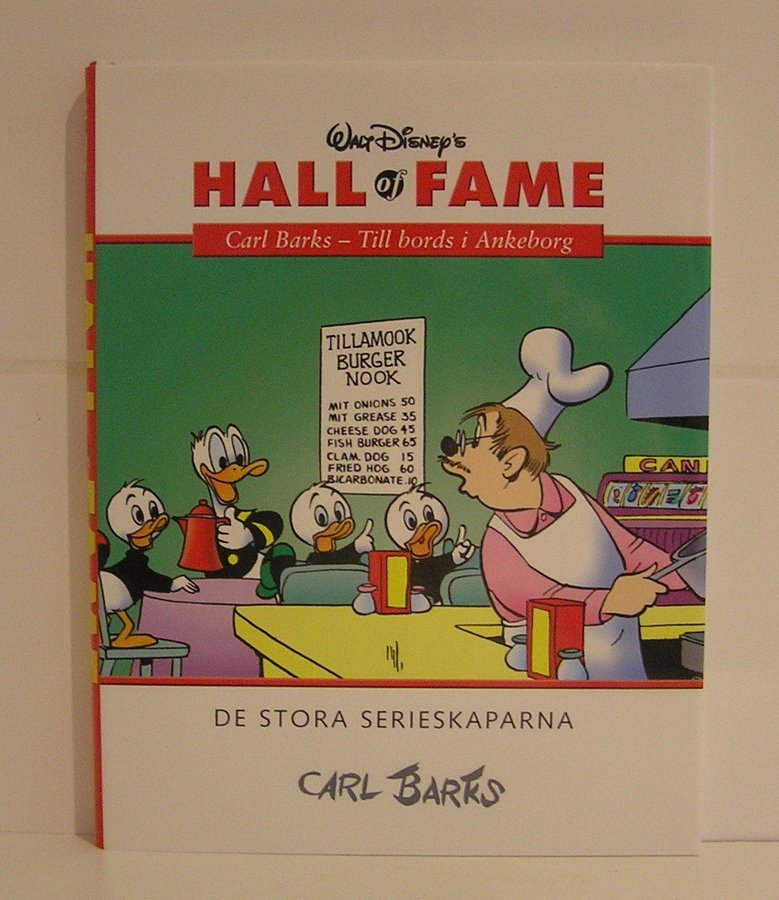 Walt Disney's
HALL of FAME
Carl Barks – Till bords i Ankeborg
TILLAMOOK
BURGER
NOOK
MIT ONIONS 50
MIT GREASE 35
CHEESE DOG 45
FISH BURGER 65
CLAM DOG 15
FRIED HOG 60
BICARBONATE.10
CAN
DE STORA SERIESKAPARNA
CARL BARKS